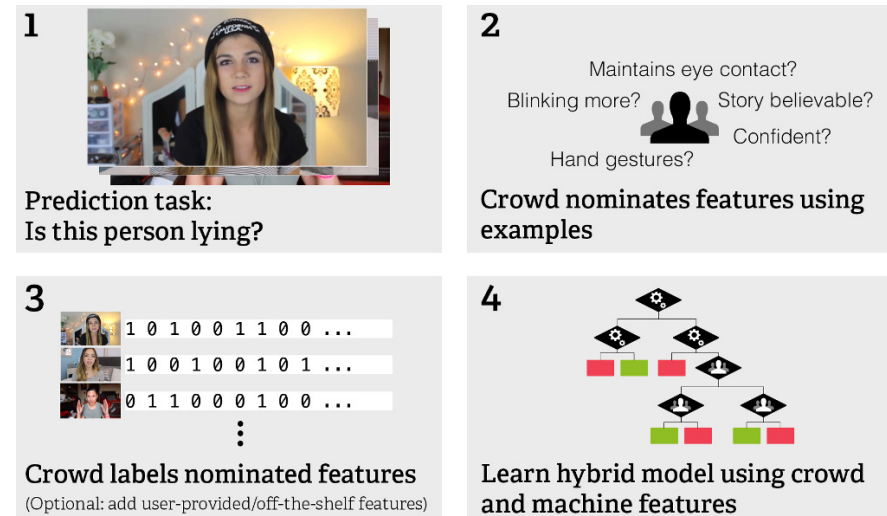 1
CALIFORNIA
Prediction task:
Is this person lying?
2
Maintains eye contact?
Blinking more? Story believable?
Confident?
Hand gestures?
Crowd nominates features using
examples
3
1 0 1 0 0 1 1 0 0 ...
1 0 0 1 0 0 1 0 1 ...
0 1 1 0 0 0 1 0 0 ...
Crowd labels nominated features
(Optional: add user-provided/off-the-shelf features)
4
Learn hybrid model using crowd
and machine features